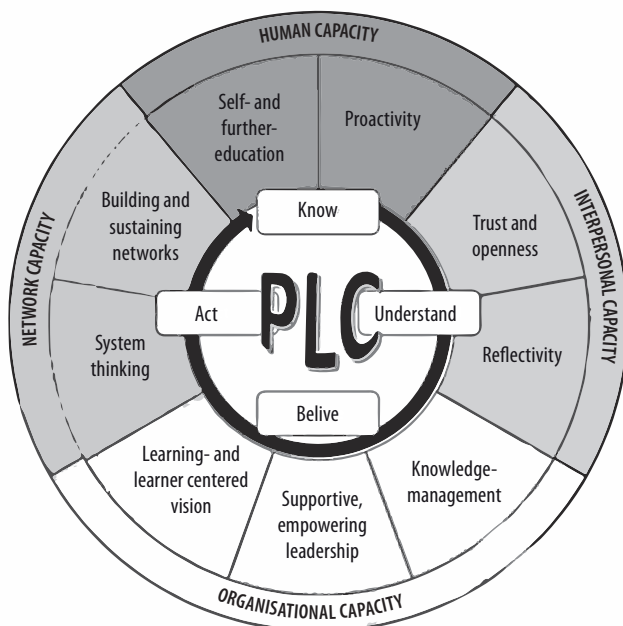 HUMAN CAPACITY
Self- and
further-
education
Proactivity
Building and
sustaining
networks
Know
Trust and
openness
INTERPERSONAL CAPACITY
NETWORK CAPACITY
Act
PLC
Understand
System
thinking
Reflectivity
Belive
Learning- and
learner centered
vision
Supportive,
empowering
leadership
Knowledge-
management
ORGANISATIONAL CAPACITY